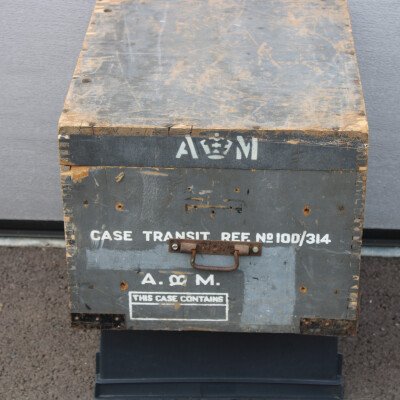 A M
CASE TRANSIT REF. Nº 10D/314
A. & M.
THIS CASE CONTAINS